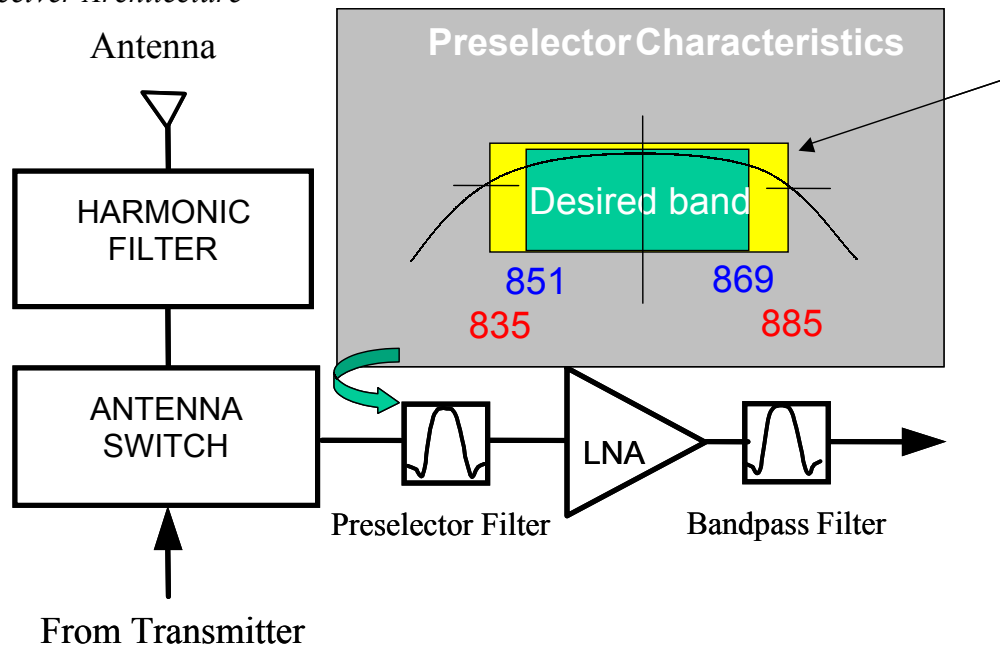 Architecture
Antenna
Preselector Characteristics
HARMONIC
FILTER
Desired band
851
869
835
885
ANTENNA
SWITCH
LNA
Preselector Filter
Bandpass Filter
From Transmitter